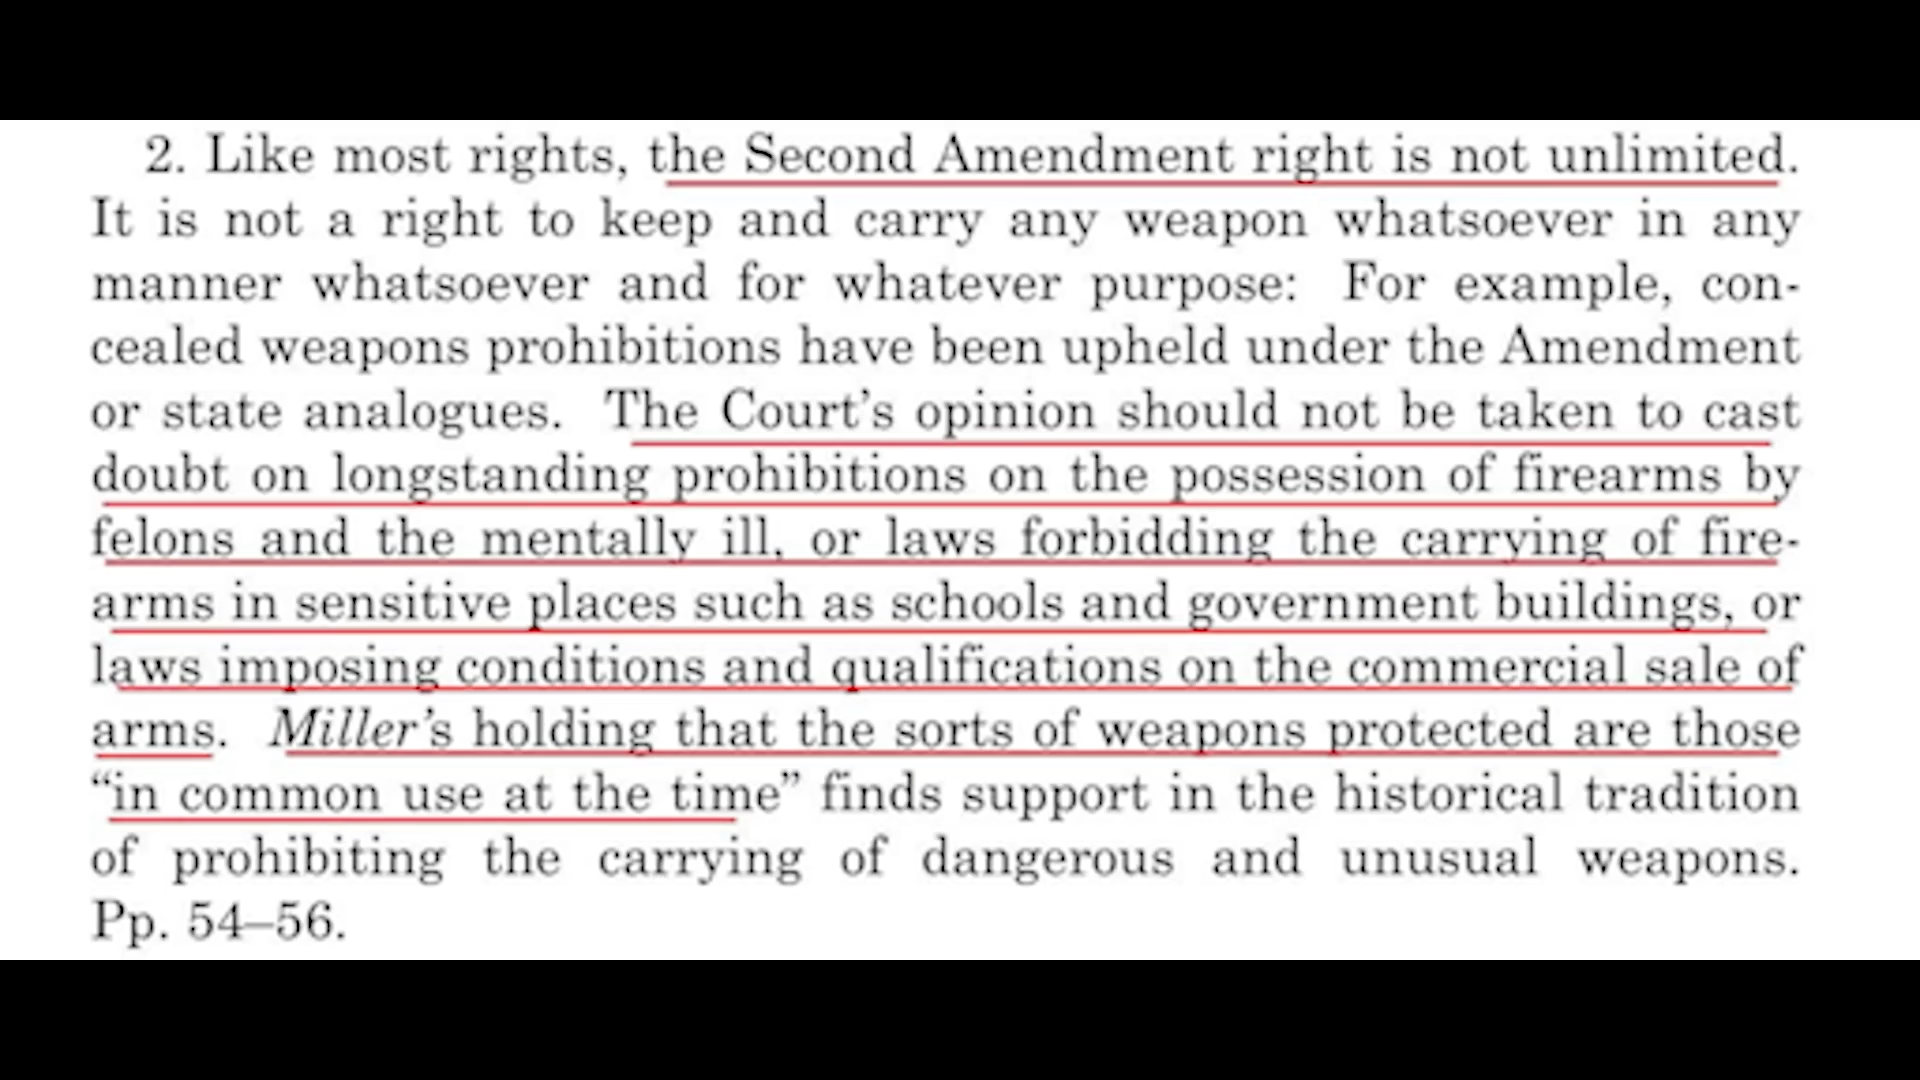 2. Like most rights, the Second Amendment right is not unlimited.
It is not a right to keep and carry any weapon whatsoever in any
manner whatsoever and for whatever purpose: For example, con-
cealed weapons prohibitions have been upheld under the Amendment
or state analogues. The Court’s opinion should not be taken to cast
doubt on longstanding prohibitions on the possession of firearms by
felons and the mentally ill, or laws forbidding the carrying of fire-
arms in sensitive places such as schools and government buildings, or
laws imposing conditions and qualifications on the commercial sale of
arms. Miller’s holding that the sorts of weapons protected are those
“in common use at the time” finds support in the historical tradition
of prohibiting the carrying of dangerous and unusual weapons.
Pp. 54–56.